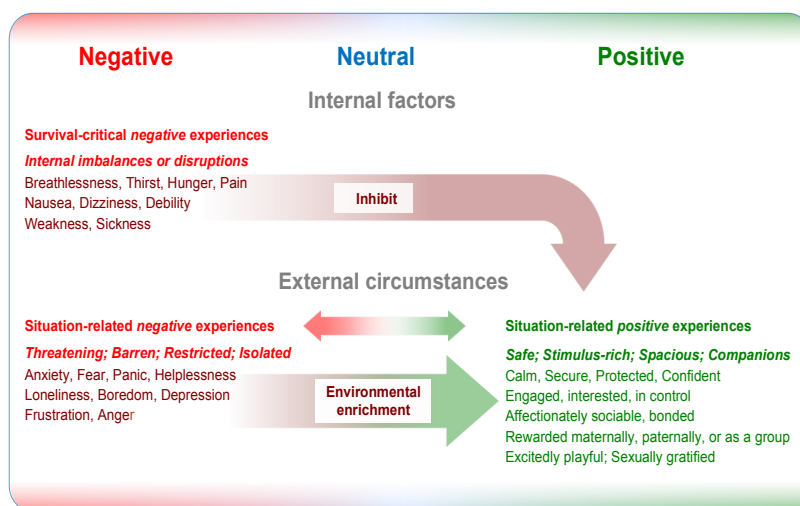 Negative Neutral Positive
Internal factors
Survival-critical negative experiences
Internal imbalances or disruptions
Breathlessness, Thirst, Hunger, Pain
Nausea, Dizziness, Debility
Weakness, Sickness
Inhibit
External circumstances
Situation-related negative experiences
Threatening; Barren; Restricted; Isolated
Anxiety, Fear, Panic, Helplessness
Loneliness, Boredom, Depression
Frustration, Anger
Environmental
enrichment
Situation-related positive experiences
Safe; Stimulus-rich; Spacious; Companions
Calm, Secure, Protected, Confident
Engaged, interested, in control
Affectionately sociable, bonded
Rewarded maternally, paternally, or as a group
Excitedly playful; Sexually gratified